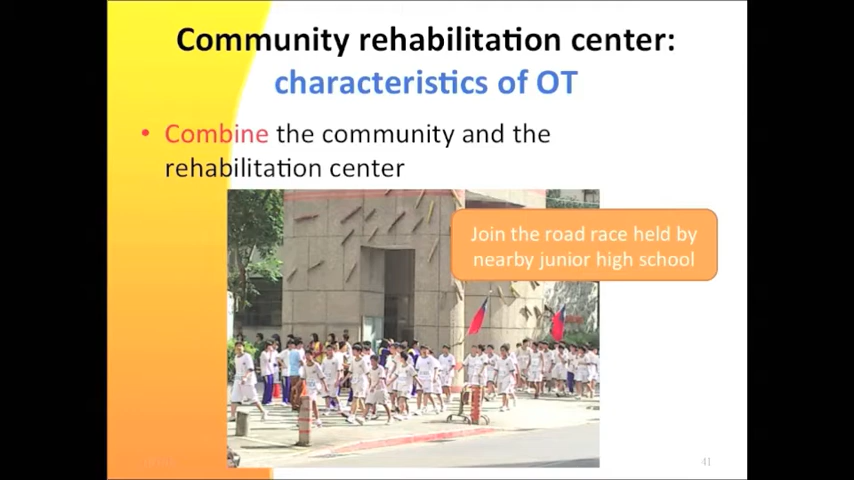 Community rehabilitation center:
characteristics of OT
• Combine the community and the
rehabilitation center
Join the road race held by
nearby junior high school
41